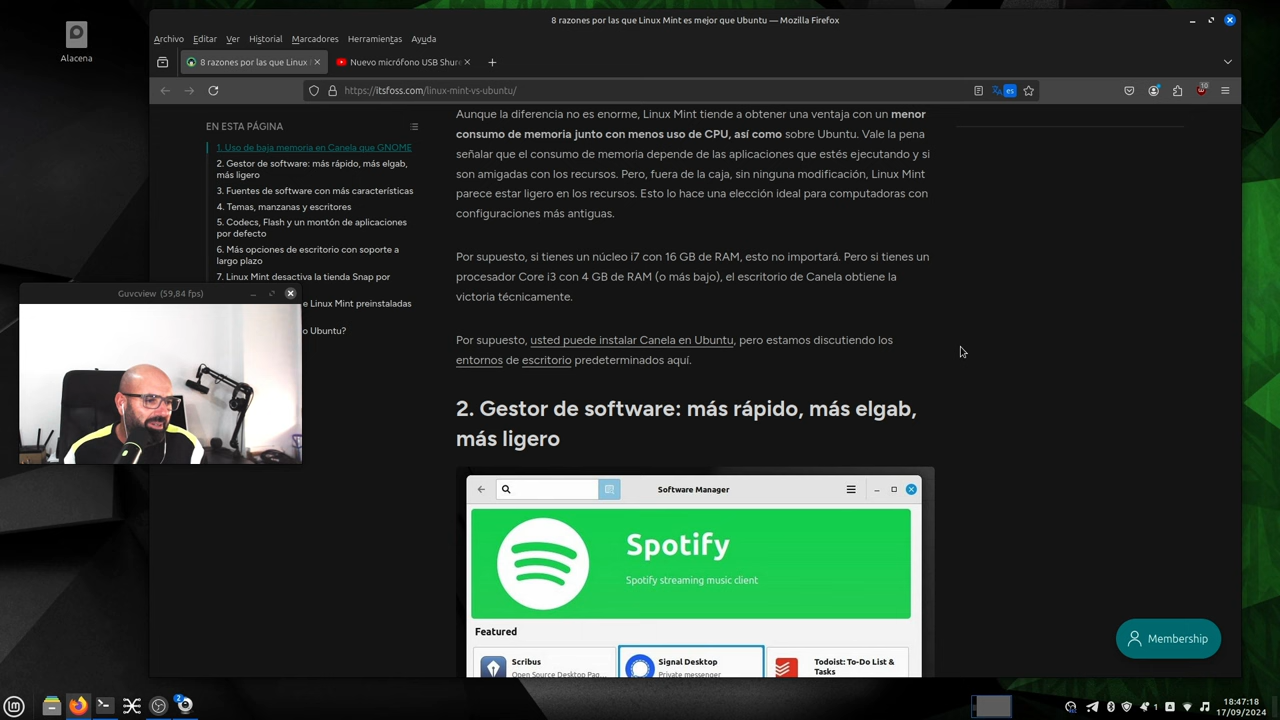 Alacena
8 razones por las que Linux Mint es mejor que Ubuntu — Mozilla Firefox
Archivo Editar Ver Historial Marcadores Herramientas Ayuda
8 razones por las que Linux
Nuevo micrófono USB Shure
https://itsfoss.com/linux-mint-vs-ubuntu/
es
EN ESTA PÁGINA
1. Uso de baja memoria en Canela que GNOME
2. Gestor de software: más rápido, más elgab,
más ligero
3. Fuentes de software con más características
4. Temas, manzanas y escritores
5. Codecs, Flash y un montón de aplicaciones
por defecto
6. Más opciones de escritorio con soporte a
largo plazo
7. Linux Mint desactiva la tienda Snap por
e Linux Mint preinstaladas
o Ubuntu?
Guvcview (59,84 fps)
Aunque la diferencia no es enorme, Linux Mint tiende a obtener una ventaja con un menor
consumo de memoria junto con menos uso de CPU, así como sobre Ubuntu. Vale la pena
señalar que el consumo de memoria depende de las aplicaciones que estés ejecutando y si
son amigadas con los recursos. Pero, fuera de la caja, sin ninguna modificación, Linux Mint
parece estar ligero en los recursos. Esto lo hace una elección ideal para computadoras con
configuraciones más antiguas.
Por supuesto, si tienes un núcleo i7 con 16 GB de RAM, esto no importará. Pero si tienes un
procesador Core i3 con 4 GB de RAM (o más bajo), el escritorio de Canela obtiene la
victoria técnicamente.
Por supuesto, usted puede instalar Canela en Ubuntu, pero estamos discutiendo los
entornos de escritorio predeterminados aquí.
2. Gestor de software: más rápido, más elgab,
más ligero
Software Manager
Spotify
Spotify streaming music client
Featured
Scribus
Open Source Desktop Pag...
Signal Desktop
Private messenger
Todoist: To-Do List &
Tasks
Membership
2
1
18:47:18
17/09/2024